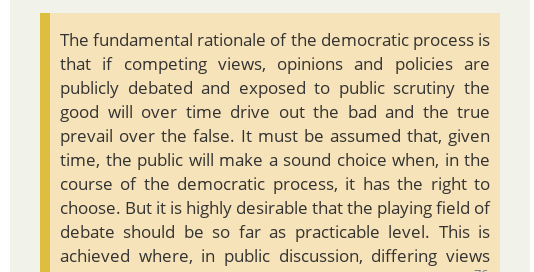 The fundamental rationale of the democratic process is
that if competing views, opinions and policies are
publicly debated and exposed to public scrutiny the
good will over time drive out the bad and the true
prevail over the false. It must be assumed that, given
time, the public will make a sound choice when, in the
course of the democratic process, it has the right to
choose. But it is highly desirable that the playing field of
debate should be so far as practicable level. This is
achieved where, in public discussion, differing views